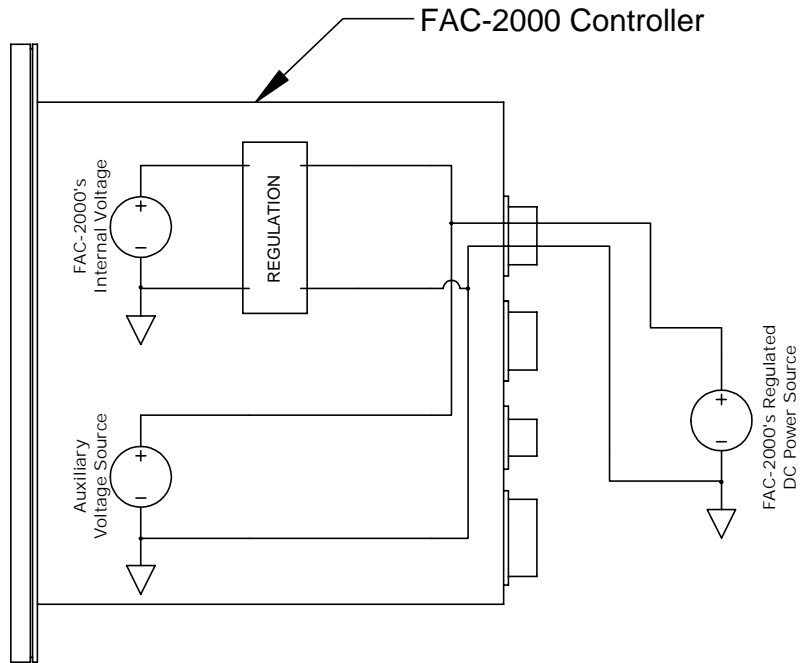 FAC-2000 Controller
FAC-2000's
Internal Voltage
+
−
REGULATION
Auxiliary
Voltage Source
+
−
FAC-2000's Regulated
DC Power Source
+
−